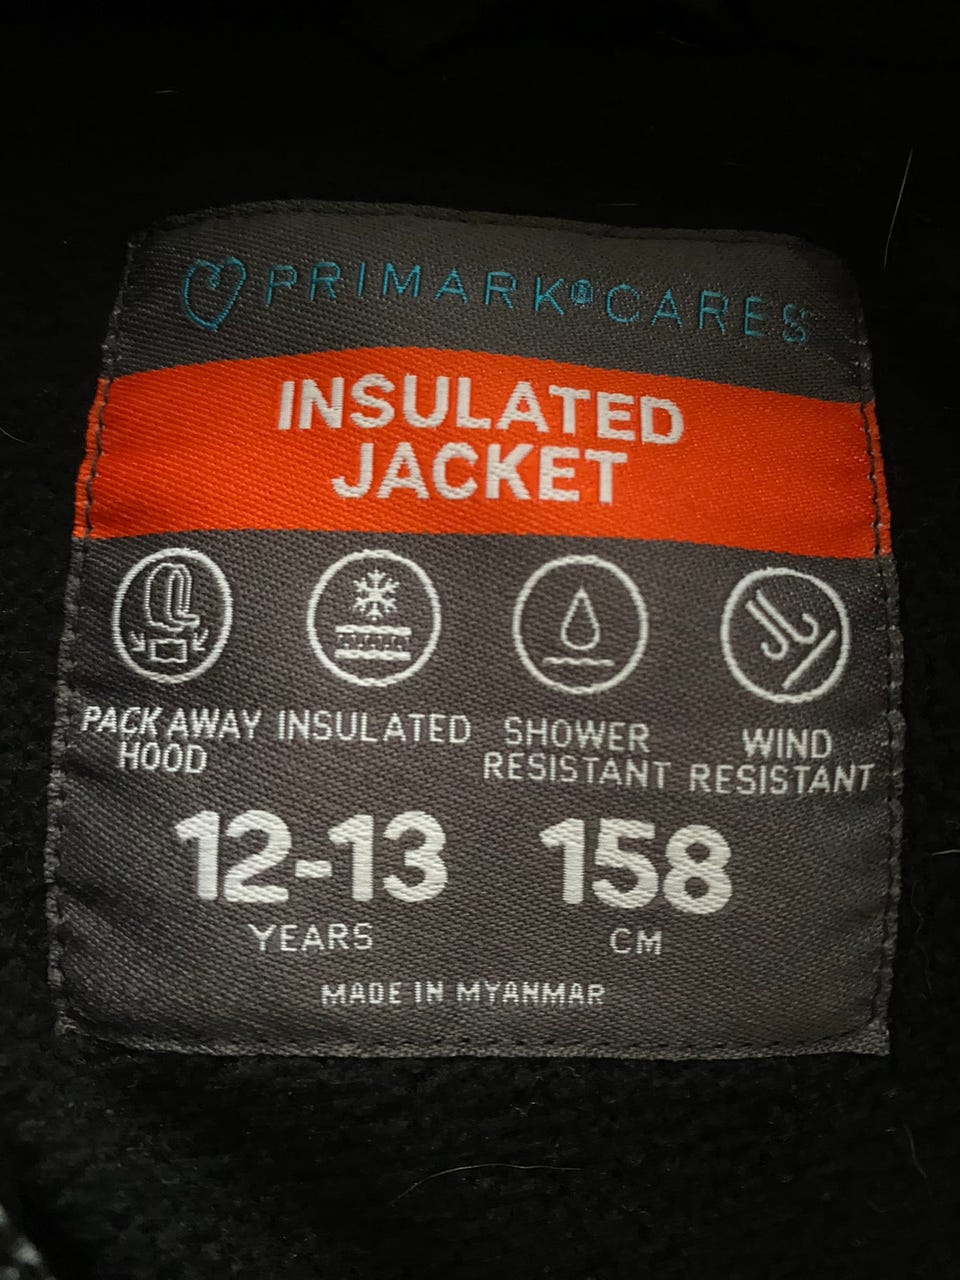 PRIMARK®CARES
INSULATED
JACKET
PACK AWAY
HOOD
INSULATED
SHOWER
RESISTANT
WIND
RESISTANT
12-13
YEARS
158
CM
MADE IN MYANMAR